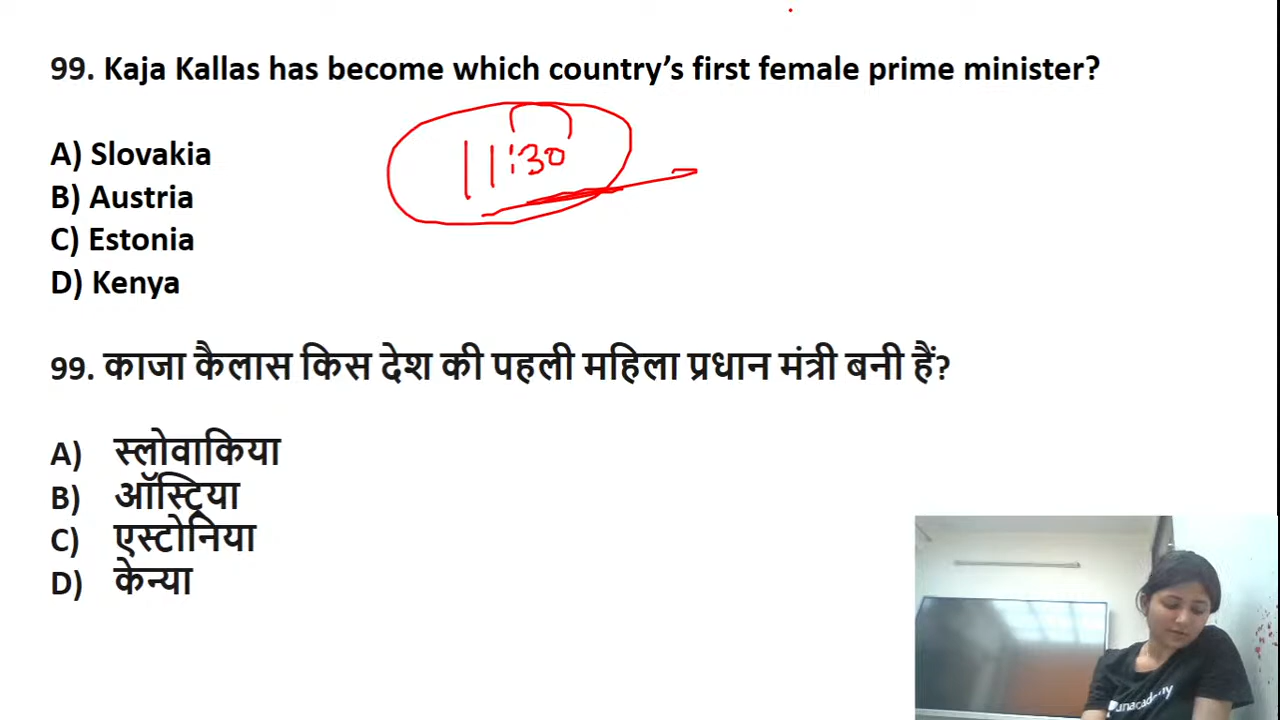 99. Kaja Kallas has become which country’s first female prime minister?
11:30
A) Slovakia
B) Austria
C) Estonia
D) Kenya
99. काजा कैलास किस देश की पहली महिला प्रधान मंत्री बनी हैं?
A) स्लोवाकिया
B) ऑस्ट्रिया
C) एस्टोनिया
D) केन्या
unacademy